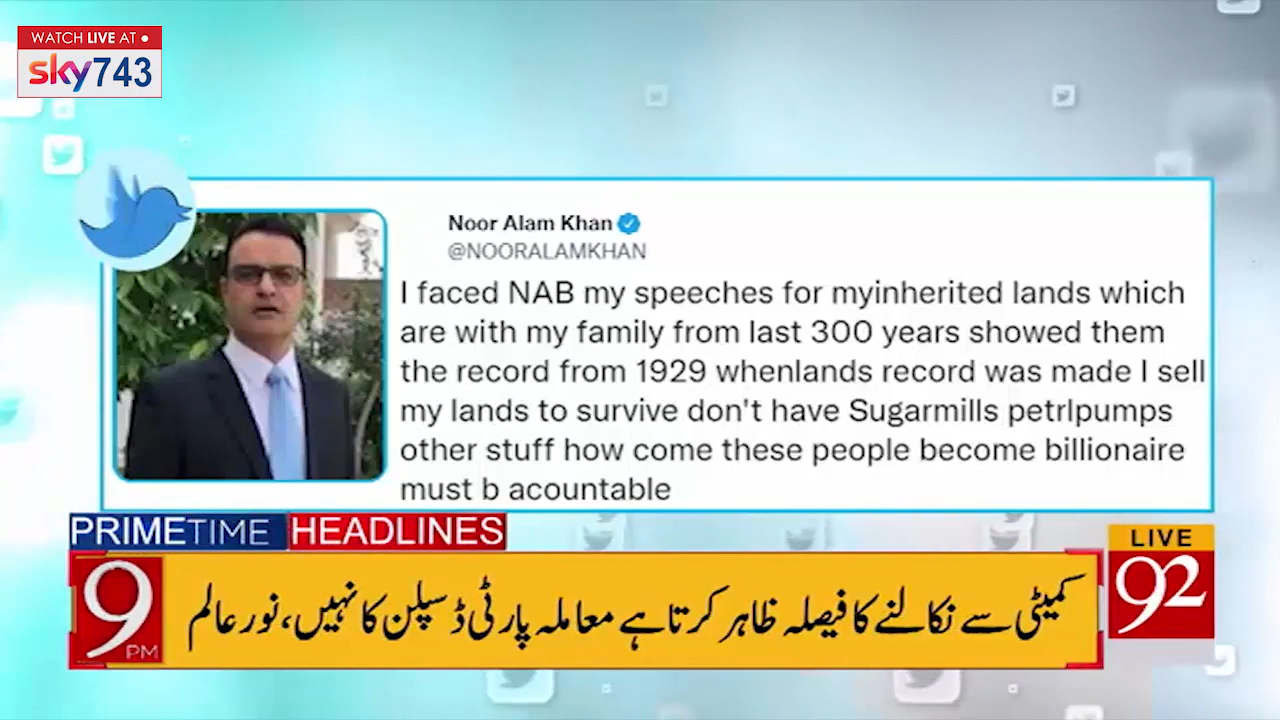 WATCH LIVE AT
sky743
Noor Alam Khan
@NOORALAMKHAN
I faced NAB my speeches for myinherited lands which
are with my family from last 300 years showed them
the record from 1929 whenlands record was made I sell
my lands to survive don't have Sugarmills petrlpumps
other stuff how come these people become billionaire
must b acountable
PRIMETIME HEADLINES
9 PM
کمیٹی سے نکالنے کا فیصلہ ظاہر کرتا ہے معاملہ پارٹی ڈسپلن کا نہیں، نور عالم
LIVE
92